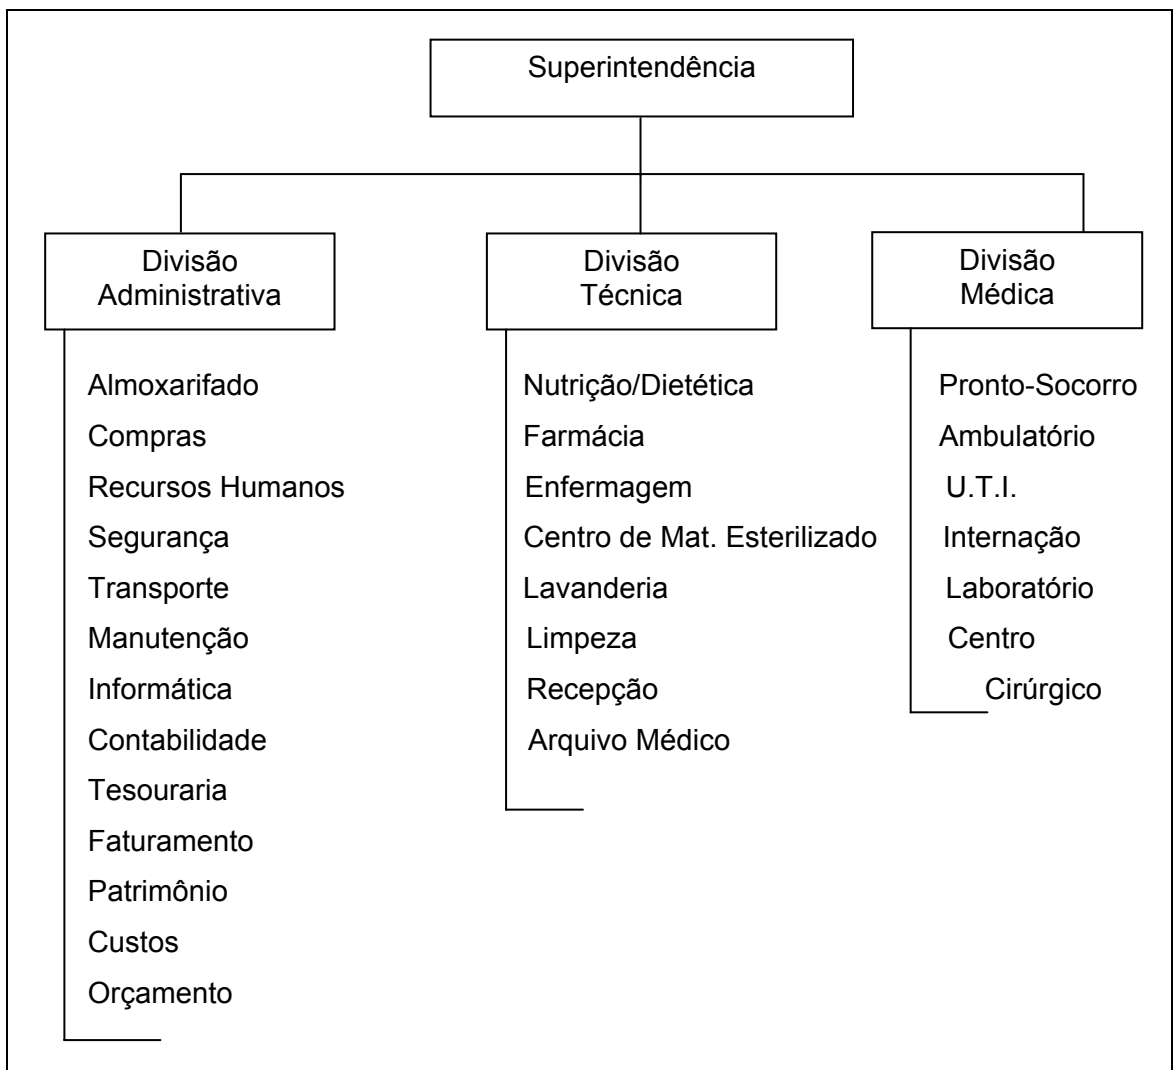 Superintendência
Divisão
Administrativa
Almoxarifado
Compras
Recursos Humanos
Segurança
Transporte
Manutenção
Informática
Contabilidade
Tesouraria
Faturamento
Patrimônio
Custos
Orçamento
Divisão
Técnica
Nutrição/Dietética
Farmácia
Enfermagem
Centro de Mat. Esterilizado
Lavanderia
Limpeza
Recepção
Arquivo Médico
Divisão
Médica
Pronto-Socorro
Ambulatório
U.T.I.
Internação
Laboratório
Centro
Cirúrgico